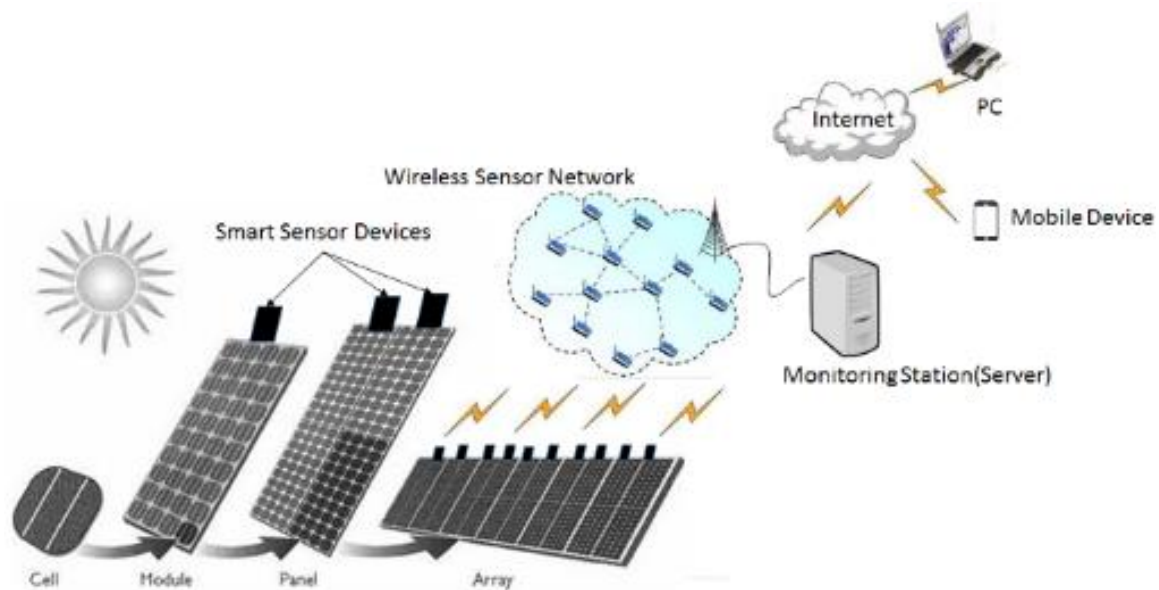 PC
Internet
Wireless Sensor Network
Mobile Device
Smart Sensor Devices
Monitoring Station(Server)
Cell
Module
Panel
Array